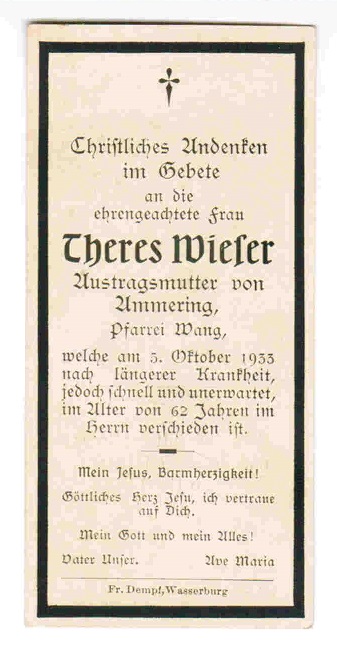 Christliches Andenken
im Gebete
an die
ehrengeachtete Frau
Theres Wieser
Austragsmutter von
Ammering,
Pfarrei Wang,
welche am 5. Oktober 1933
nach längerer Krankheit,
jedoch schnell und unerwartet,
im Alter von 62 Jahren im
Herrn verschieden ist.
Mein Jesus, Barmherzigkeit!
Göttliches Herz Jesu, ich vertraue
auf Dich.
Mein Gott und mein Alles!
Vater Unser. Ave Maria
Fr. Dempf, Wasserburg